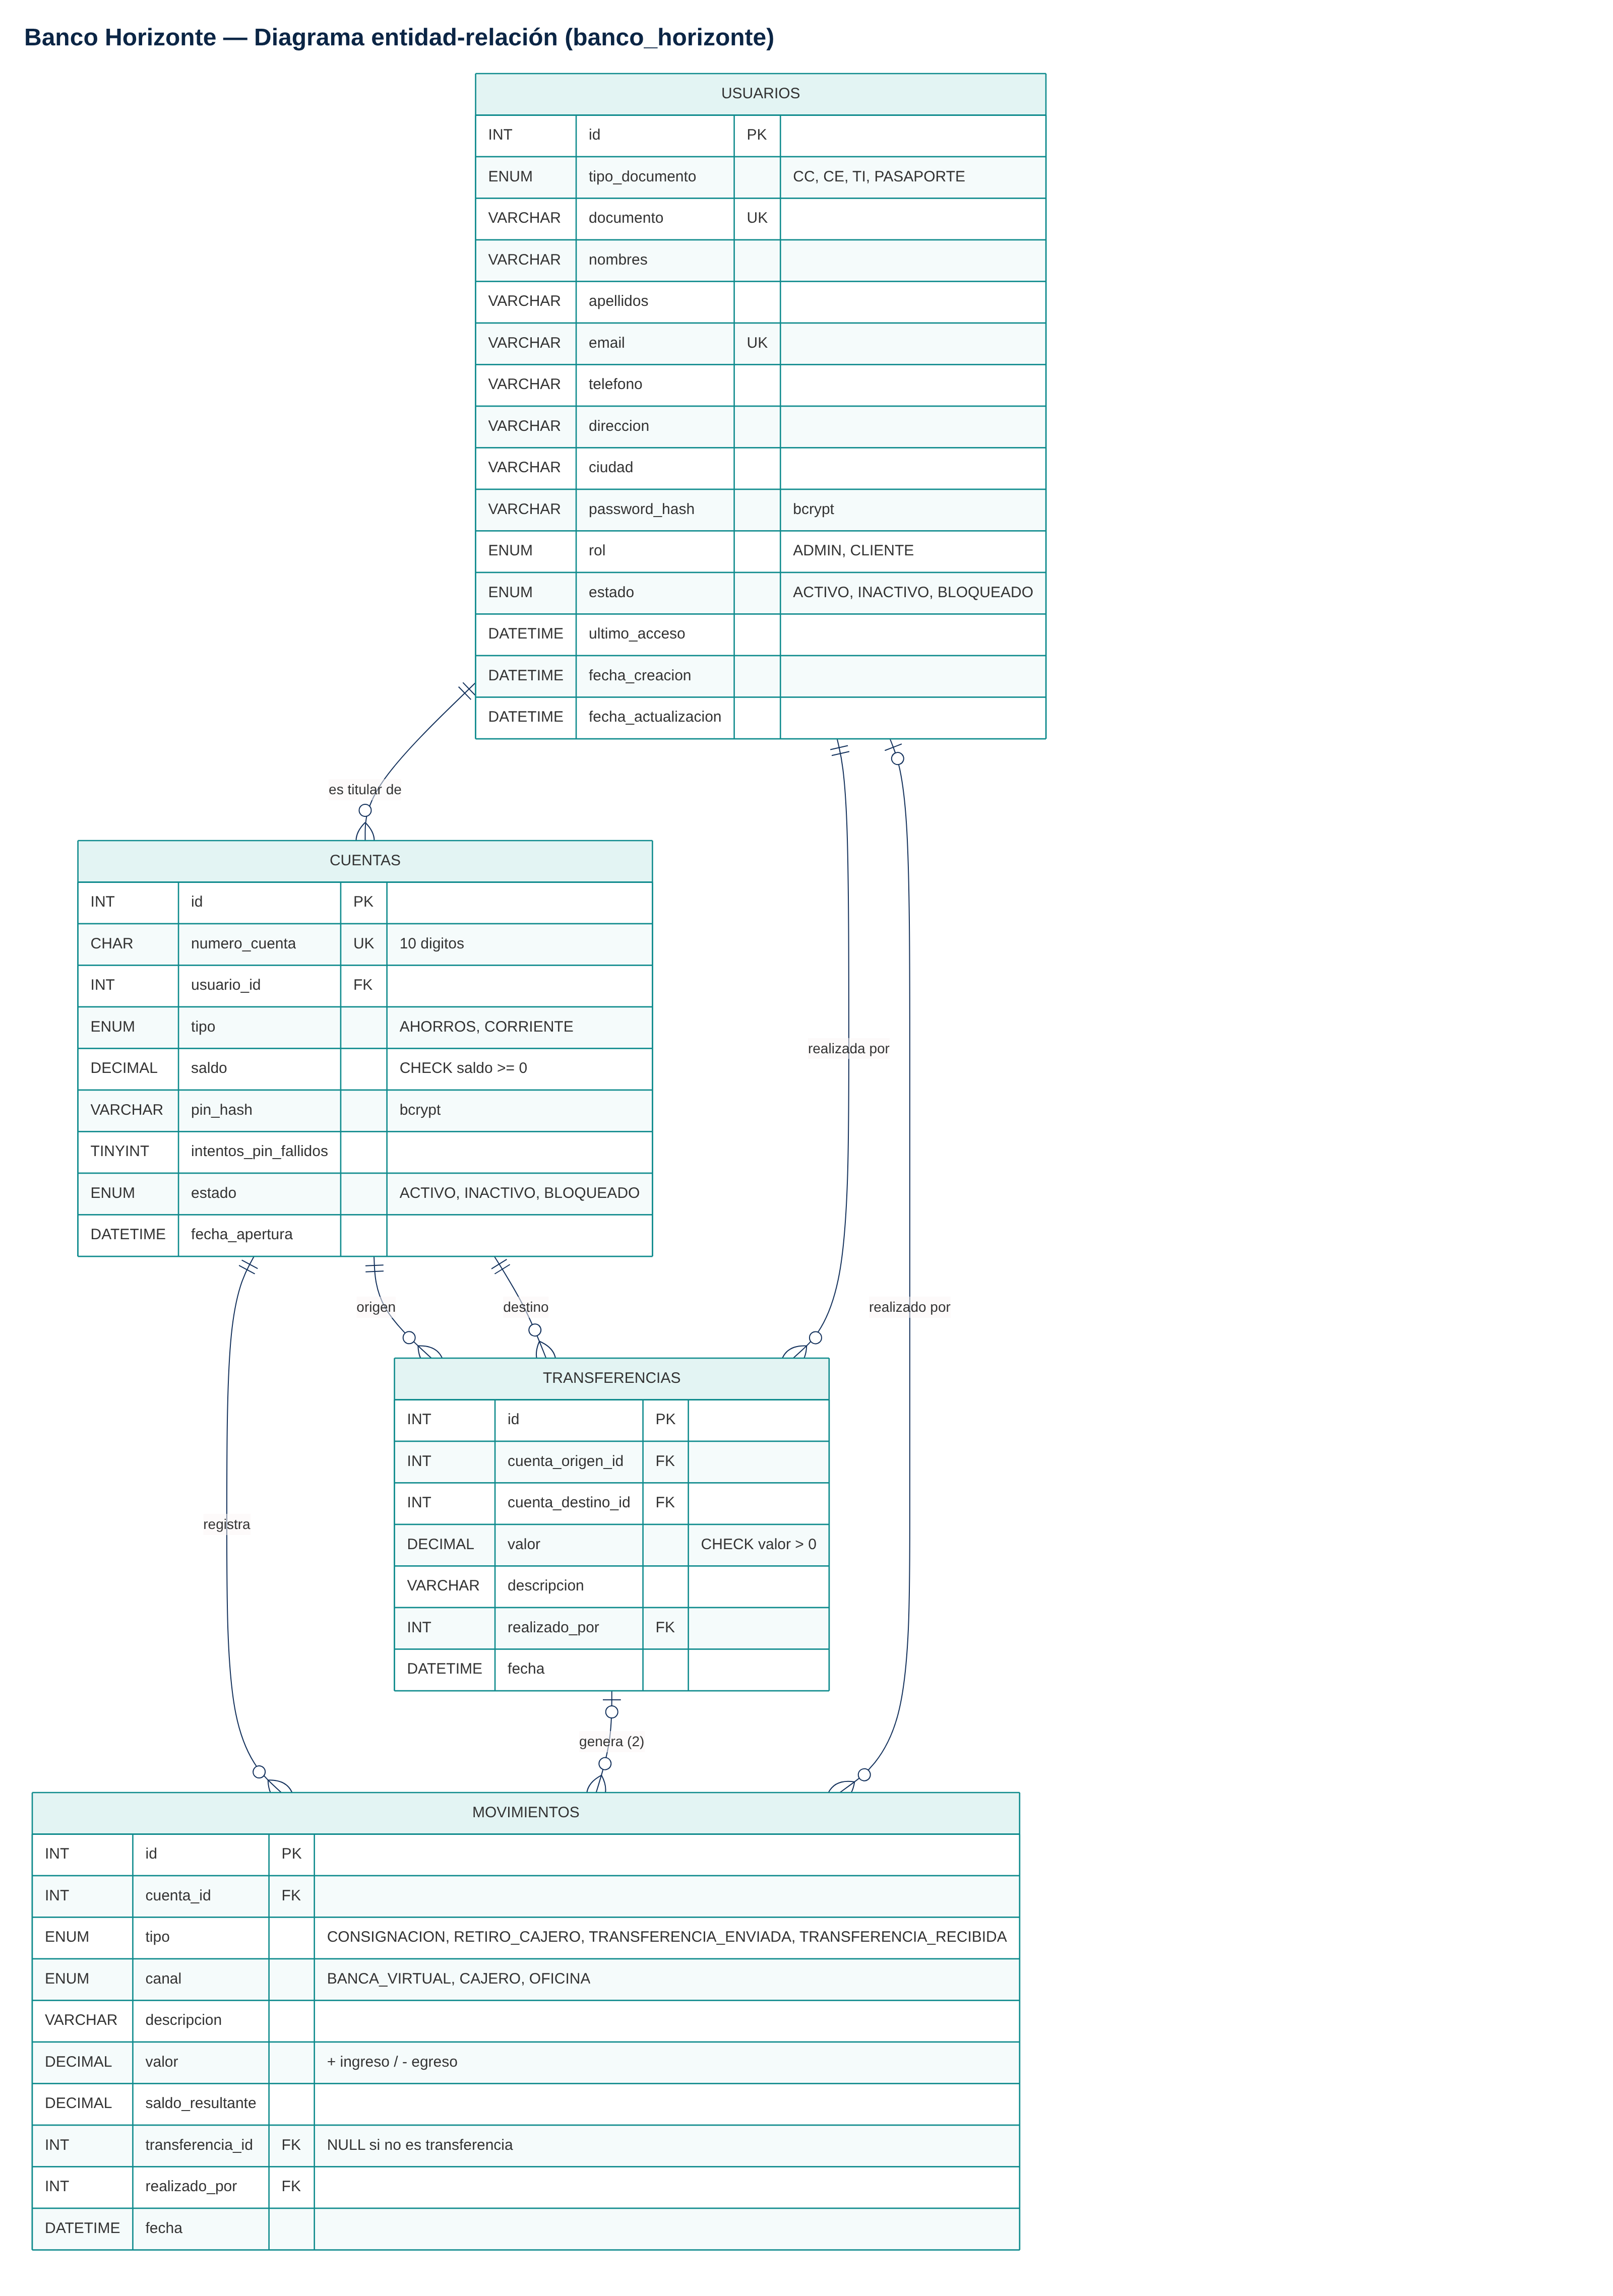 Banco Horizonte — Diagrama entidad-relación (banco_horizonte)
USUARIOS
INT id PK
ENUM tipo_documento CC, CE, TI, PASAPORTE
VARCHAR documento UK
VARCHAR nombres
VARCHAR apellidos
VARCHAR email UK
VARCHAR telefono
VARCHAR direccion
VARCHAR ciudad
VARCHAR password_hash bcrypt
ENUM rol ADMIN, CLIENTE
ENUM estado ACTIVO, INACTIVO, BLOQUEADO
DATETIME ultimo_acceso
DATETIME fecha_creacion
DATETIME fecha_actualizacion
es titular de
CUENTAS
INT id PK
CHAR numero_cuenta UK 10 digitos
INT usuario_id FK
ENUM tipo AHORROS, CORRIENTE
DECIMAL saldo CHECK saldo >= 0
VARCHAR pin_hash bcrypt
TINYINT intentos_pin_fallidos
ENUM estado ACTIVO, INACTIVO, BLOQUEADO
DATETIME fecha_apertura
realizada por
origen
destino
realizado por
TRANSFERENCIAS
INT id PK
INT cuenta_origen_id FK
INT cuenta_destino_id FK
DECIMAL valor CHECK valor > 0
VARCHAR descripcion
INT realizado_por FK
DATETIME fecha
registra
genera (2)
MOVIMIENTOS
INT id PK
INT cuenta_id FK
ENUM tipo CONSIGNACION, RETIRO_CAJERO, TRANSFERENCIA_ENVIADA, TRANSFERENCIA_RECIBIDA
ENUM canal BANCA_VIRTUAL, CAJERO, OFICINA
VARCHAR descripcion
DECIMAL valor + ingreso / - egreso
DECIMAL saldo_resultante
INT transferencia_id FK NULL si no es transferencia
INT realizado_por FK
DATETIME fecha